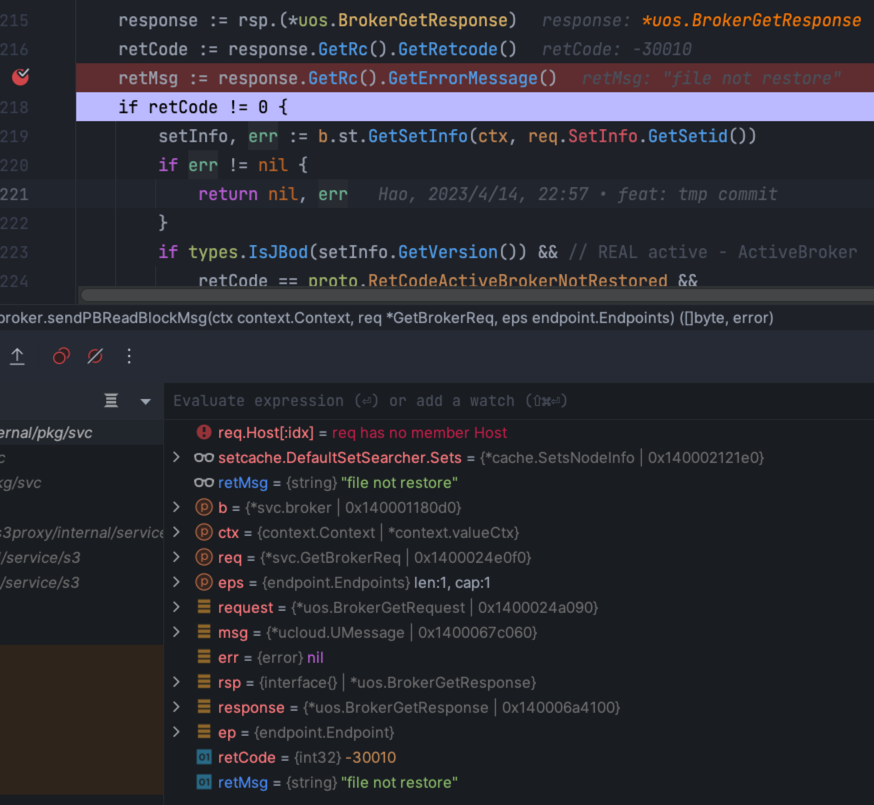 215 response := rsp.(*uos.BrokerGetResponse) response: *uos.BrokerGetResponse
216 retCode := response.GetRc().GetRetcode() retCode: -30010
retMsg := response.GetRc().GetErrorMessage() retMsg: "file not restore"
218 if retCode != 0 {
219 setInfo, err := b.st.GetSetInfo(ctx, req.SetInfo.GetSetid())
220 if err != nil {
221 return nil, err Hao, 2023/4/14, 22:57 • feat: tmp commit
222 }
223 if types.IsJBod(setInfo.GetVersion()) && // REAL active - ActiveBroker
224 retCode == proto.RetCodeActiveBrokerNotRestored &&
broker.sendPBReadBlockMsg(ctx context.Context, req *GetBrokerReq, eps endpoint.Endpoints) ([]byte, error)
Evaluate expression (⏎) or add a watch (⇧⌘⏎)
ernal/pkg/svc
c
kg/svc
s3proxy/internal/service
/service/s3
/service/s3
req.Host[:idx] = req has no member Host
setcache.DefaultSetSearcher.Sets = {*cache.SetsNodeInfo | 0x140002121e0}
retMsg = {string} "file not restore"
b = {*svc.broker | 0x140001180d0}
ctx = {context.Context | *context.valueCtx}
req = {*svc.GetBrokerReq | 0x1400024e0f0}
eps = {endpoint.Endpoints} len:1, cap:1
request = {*uos.BrokerGetRequest | 0x1400024a090}
msg = {*ucloud.UMessage | 0x1400067c060}
err = {error} nil
rsp = {interface{} | *uos.BrokerGetResponse}
response = {*uos.BrokerGetResponse | 0x140006a4100}
ep = {endpoint.Endpoint}
retCode = {int32} -30010
retMsg = {string} "file not restore"